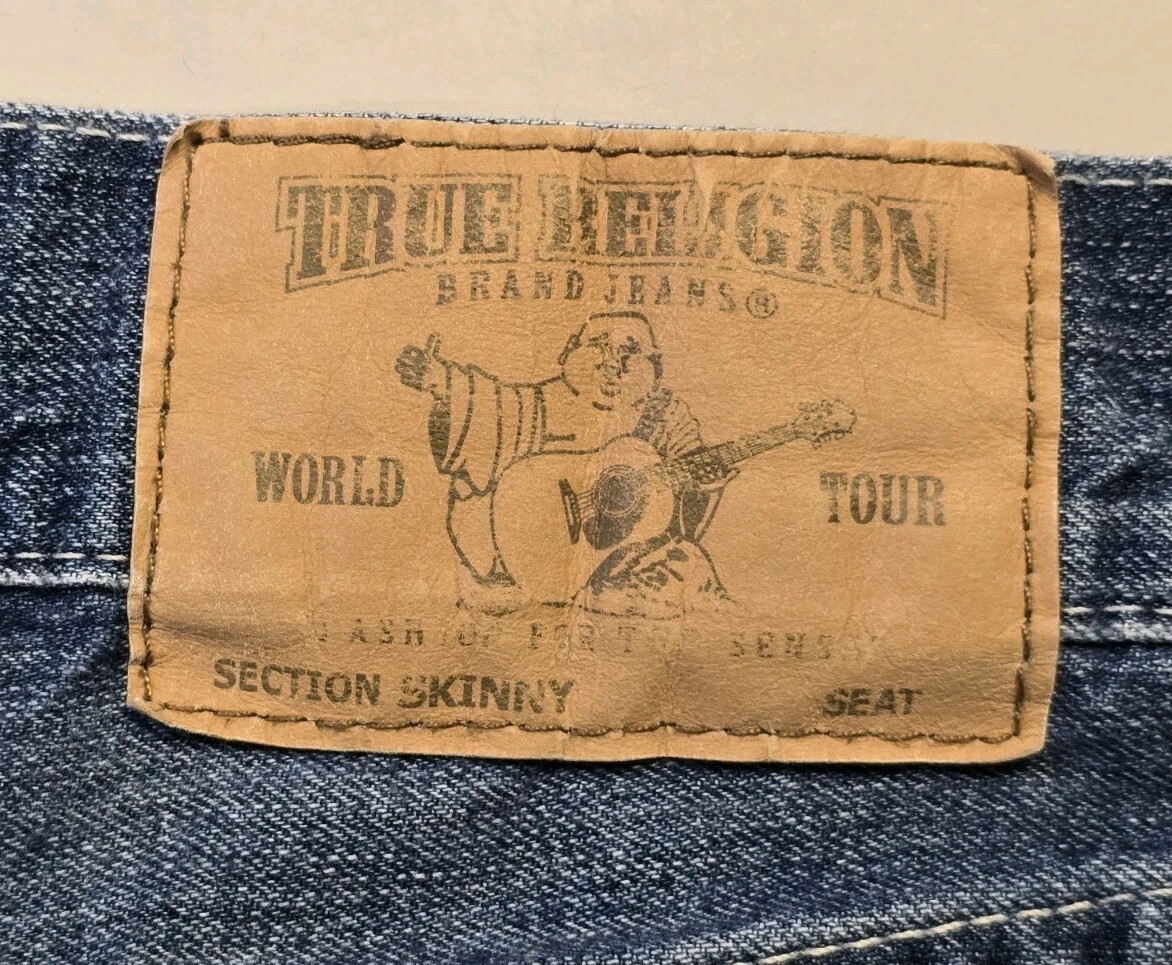 TRUE RELIGION
BRAND JEANS®
WORLD TOUR
SECTION SKINNY SEAT